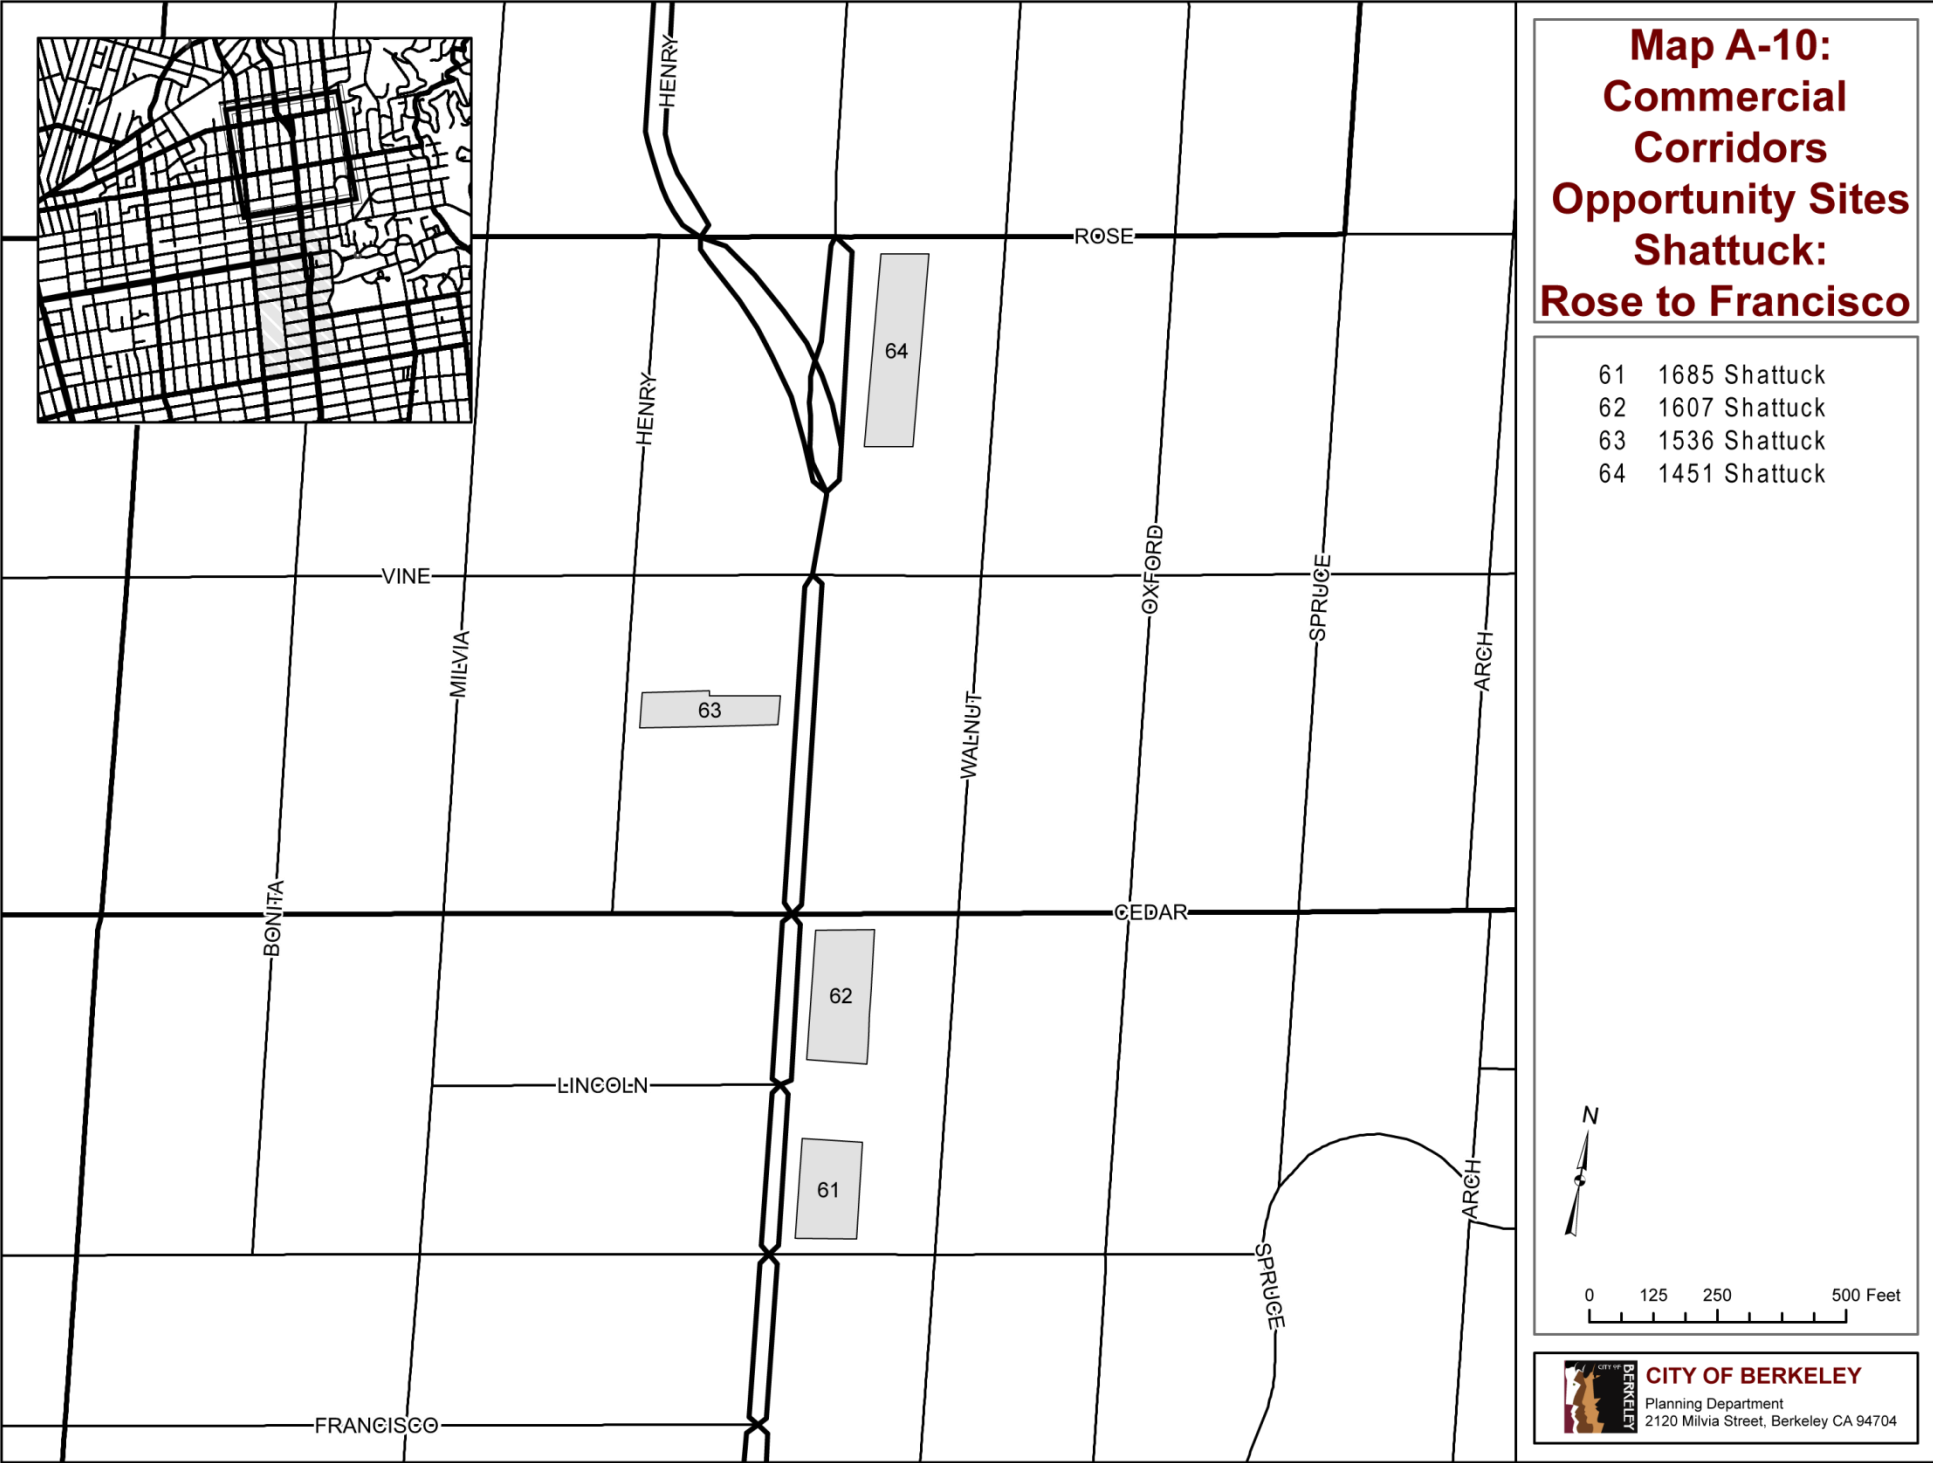 Map A-10:
Commercial
Corridors
Opportunity Sites
Shattuck:
Rose to Francisco
61 1685 Shattuck
62 1607 Shattuck
63 1536 Shattuck
64 1451 Shattuck
HENRY
ROSE
64
HENRY
VINE
OXFORD
SPRUCE
MILVIA
ARCH
63
WALNUT
BONITA
CEDAR
62
LINCOLN
61
ARCH
SPRUCE
FRANCISCO
N
0 125 250 500 Feet
CITY OF
BERKELEY
CITY OF BERKELEY
Planning Department
2120 Milvia Street, Berkeley CA 94704